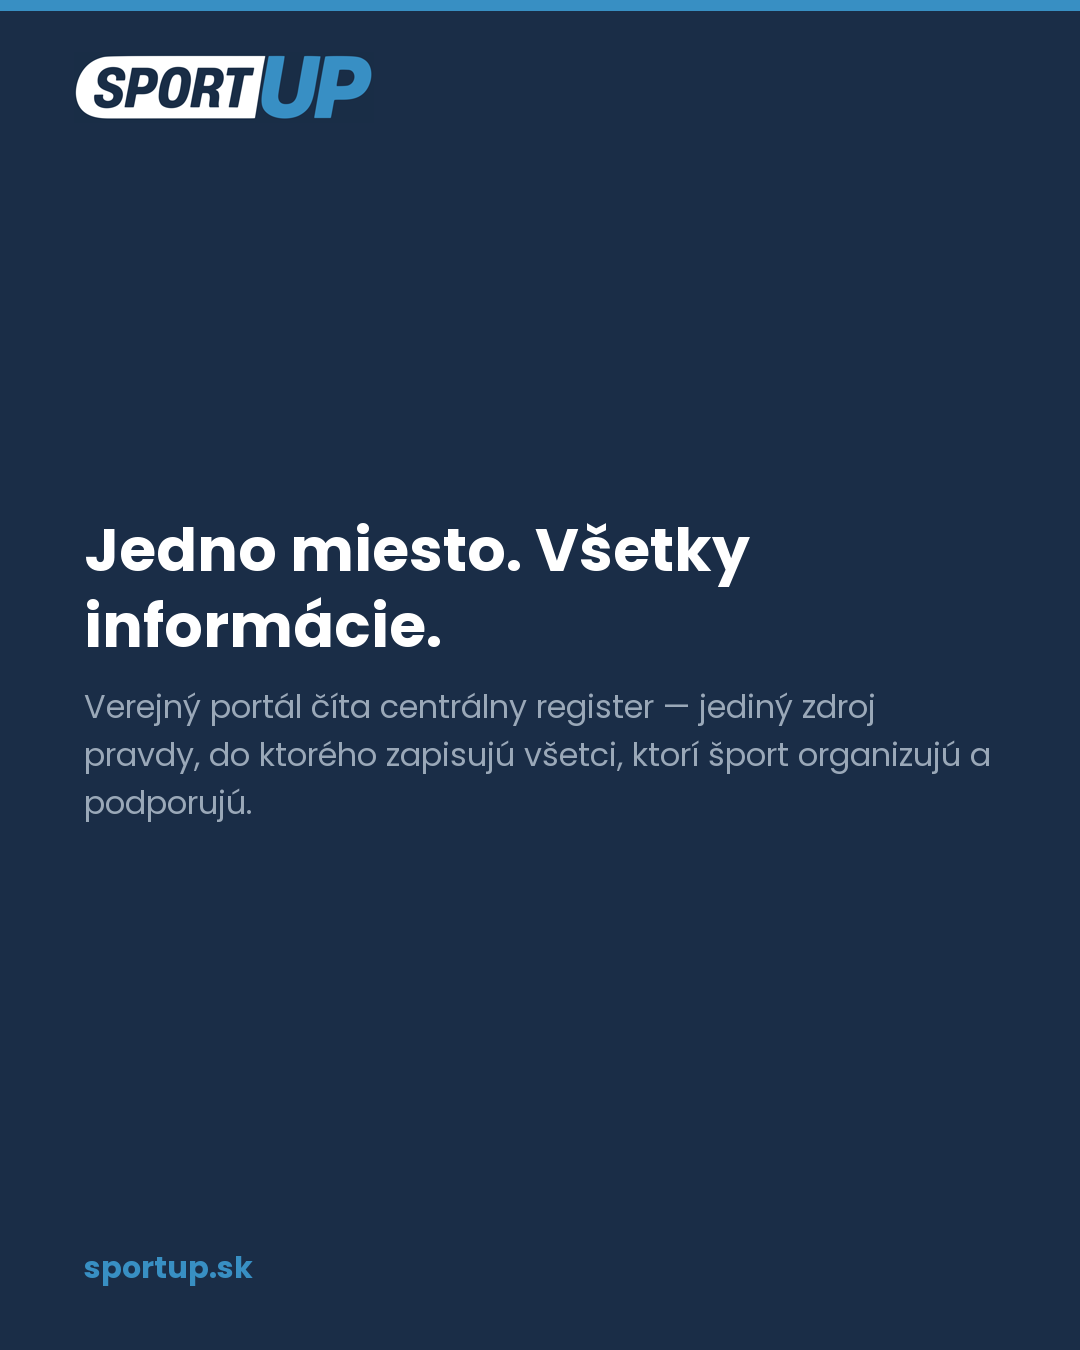 SPORTUP
Jedno miesto. Všetky
informácie.
Verejný portál číta centrálny register — jediný zdroj
pravdy, do ktorého zapisujú všetci, ktorí šport organizujú a
podporujú.
sportup.sk